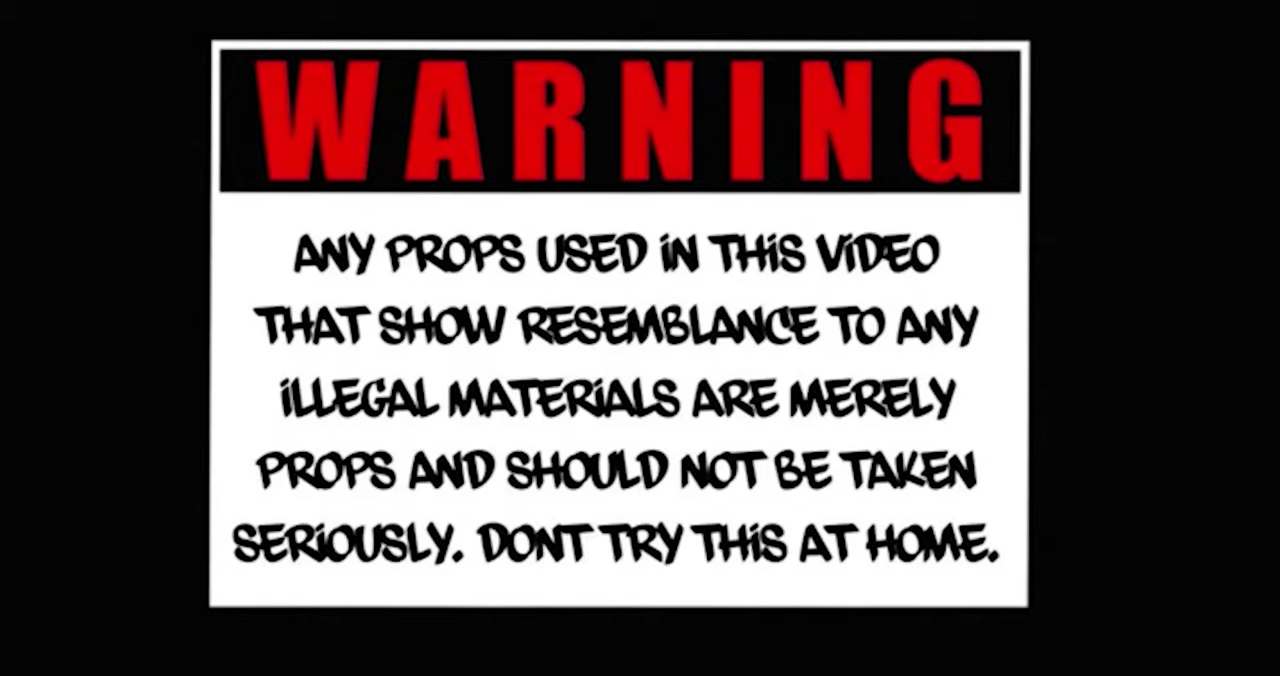 WARNING
ANY PROPS USED iN THiS ViDEO
THAT SHOW RESEMBLANCE TO ANY
iLLEGAL MATERiALS ARE MERELY
PROPS AND SHOULD NOT BE TAKEN
SERiOUSLY. DONT TRY THiS AT HOME.